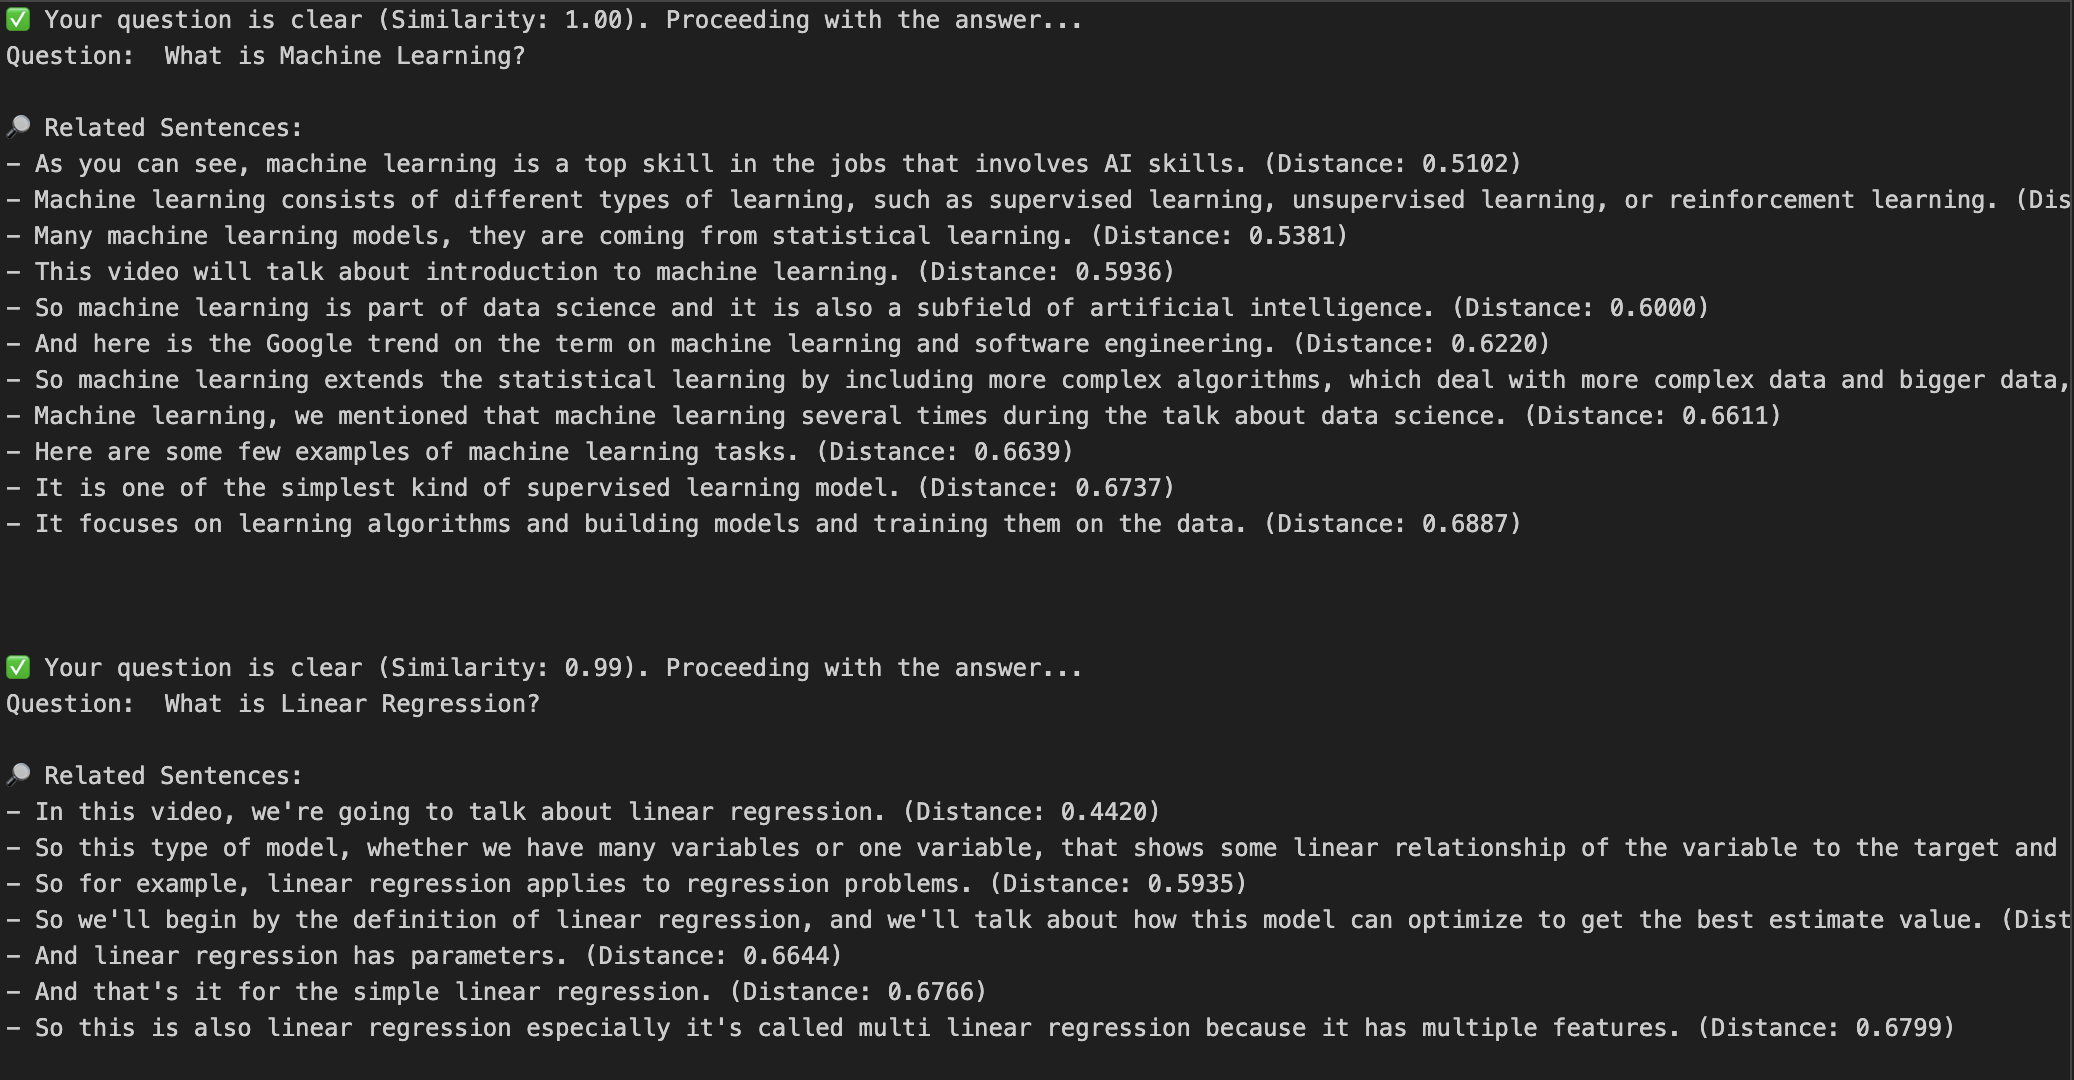 ✅ Your question is clear (Similarity: 1.00). Proceeding with the answer...
Question:  What is Machine Learning?
🔎 Related Sentences:
– As you can see, machine learning is a top skill in the jobs that involves AI skills. (Distance: 0.5102)
– Machine learning consists of different types of learning, such as supervised learning, unsupervised learning, or reinforcement learning. (Dis
– Many machine learning models, they are coming from statistical learning. (Distance: 0.5381)
– This video will talk about introduction to machine learning. (Distance: 0.5936)
– So machine learning is part of data science and it is also a subfield of artificial intelligence. (Distance: 0.6000)
– And here is the Google trend on the term on machine learning and software engineering. (Distance: 0.6220)
– So machine learning extends the statistical learning by including more complex algorithms, which deal with more complex data and bigger data,
– Machine learning, we mentioned that machine learning several times during the talk about data science. (Distance: 0.6611)
– Here are some few examples of machine learning tasks. (Distance: 0.6639)
– It is one of the simplest kind of supervised learning model. (Distance: 0.6737)
– It focuses on learning algorithms and building models and training them on the data. (Distance: 0.6887)
✅ Your question is clear (Similarity: 0.99). Proceeding with the answer...
Question:  What is Linear Regression?
🔎 Related Sentences:
– In this video, we're going to talk about linear regression. (Distance: 0.4420)
– So this type of model, whether we have many variables or one variable, that shows some linear relationship of the variable to the target and
– So for example, linear regression applies to regression problems. (Distance: 0.5935)
– So we'll begin by the definition of linear regression, and we'll talk about how this model can optimize to get the best estimate value. (Dist
– And linear regression has parameters. (Distance: 0.6644)
– And that's it for the simple linear regression. (Distance: 0.6766)
– So this is also linear regression especially it's called multi linear regression because it has multiple features. (Distance: 0.6799)